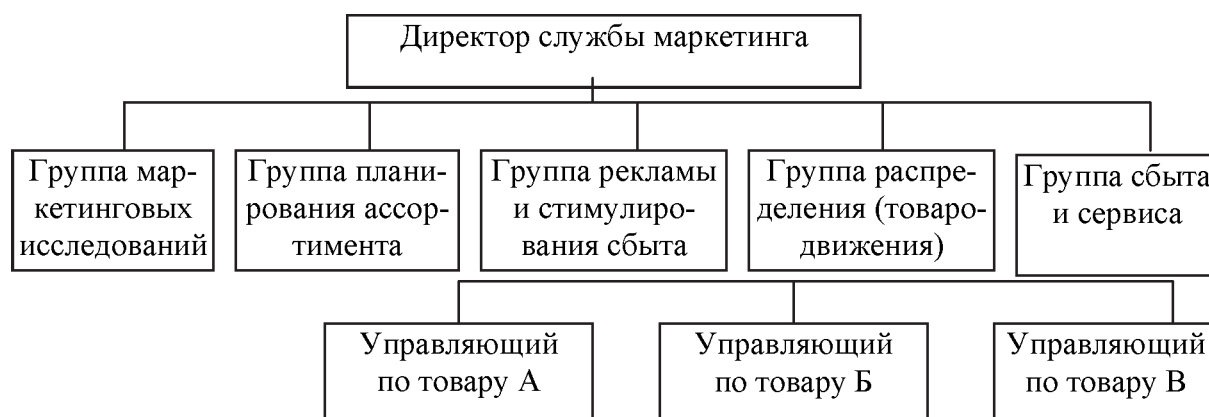 Директор службы маркетинга
Группа мар-
кетинговых
исследований
Группа плани-
рования ассор-
тимента
Группа рекламы
и стимулиро-
вания сбыта
Группа распре-
деления (товаро-
движения)
Группа сбыта
и сервиса
Управляющий
по товару А
Управляющий
по товару Б
Управляющий
по товару В